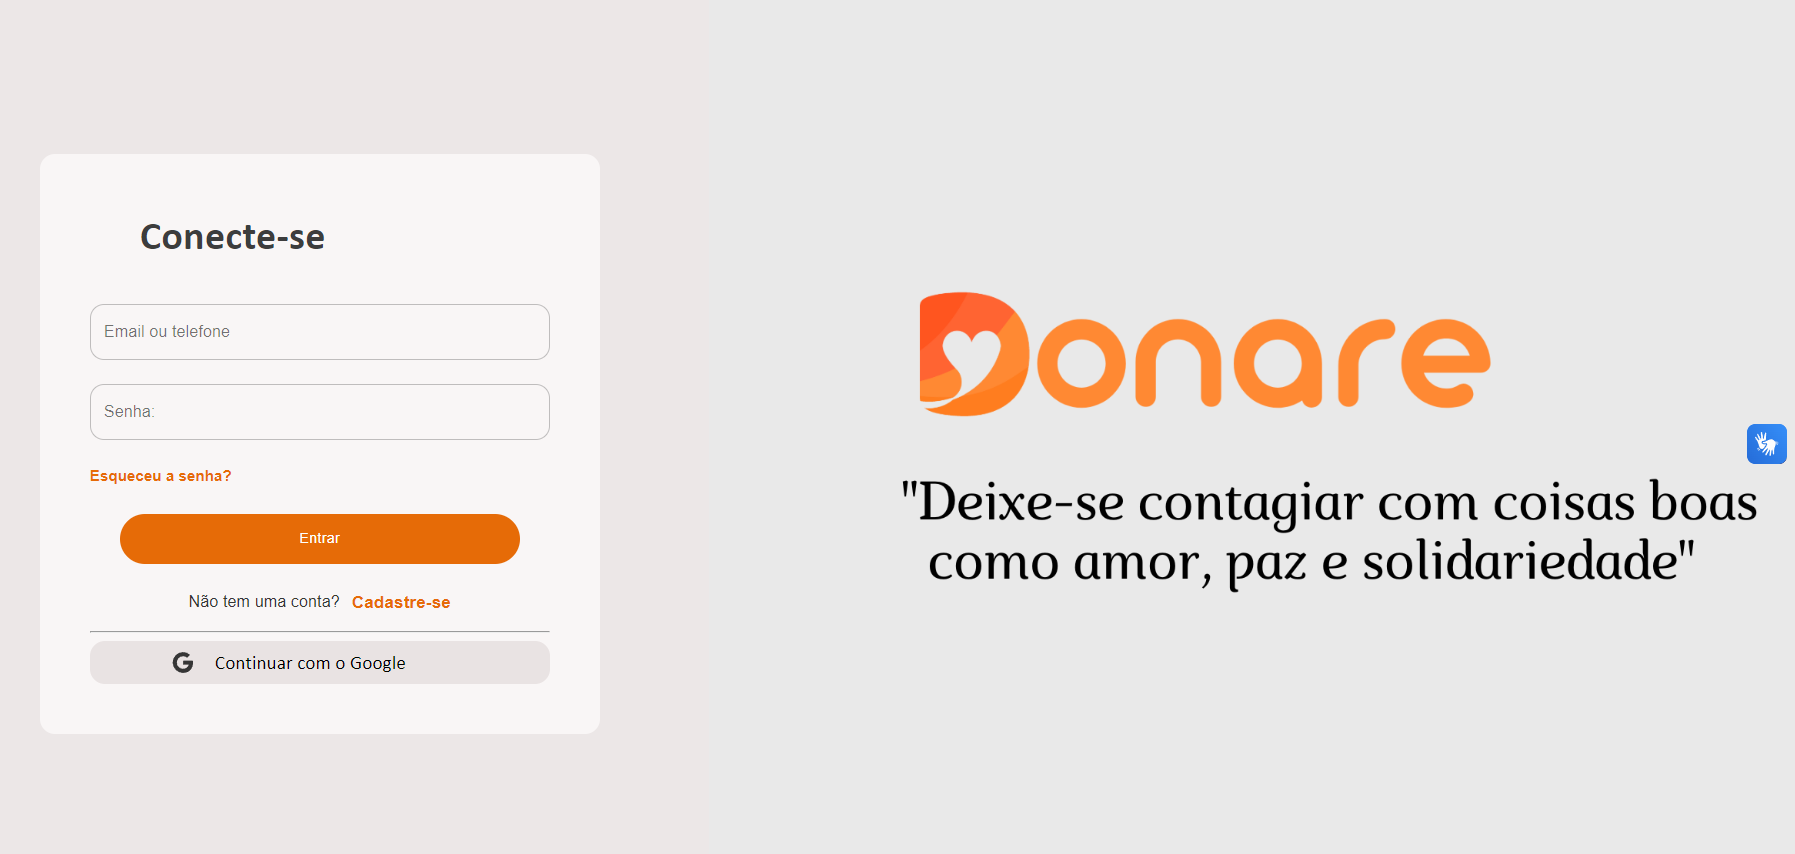 Conecte-se
Email ou telefone
Senha:
Esqueceu a senha?
Entrar
Não tem uma conta? Cadastre-se
Continuar com o Google
Donare
"Deixe-se contagiar com coisas boas
como amor, paz e solidariedade"